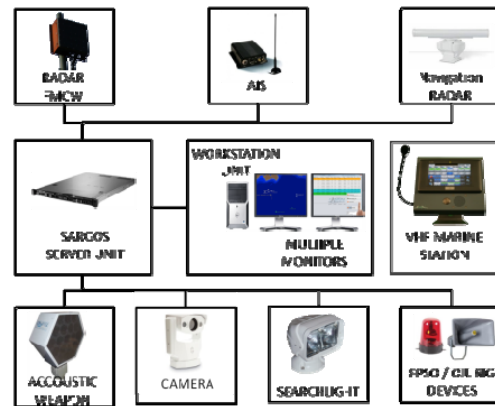 RADAR
FMCW
AIS
Navigation
RADAR
SARGOS
SERVER UNIT
WORKSTATION
UNIT
MULTIPLE
MONITORS
VHF MARINE
STATION
ACCOUSTIC
WEAPON
CAMERA
SEARCHLIGHT
FPSO / OIL RIG
DEVICES